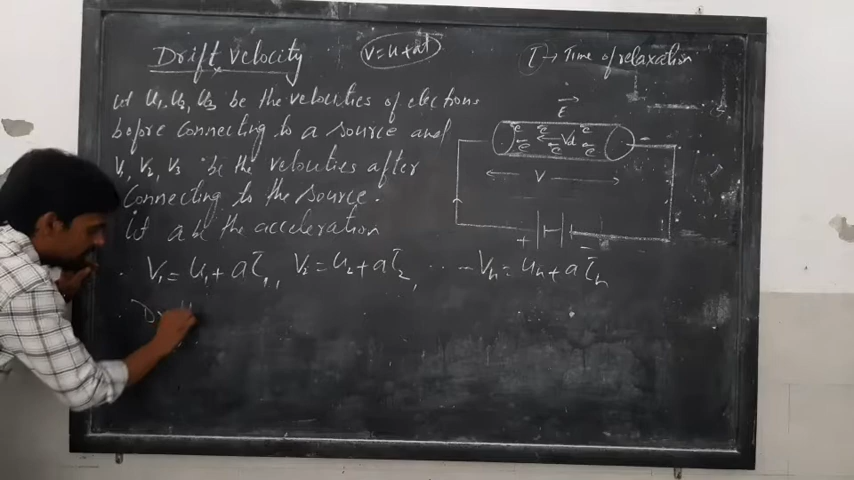 Drift Velocity
V=u+at
τ → Time of relaxation
Let u₁, u₂, u₃ be the velocities of electrons
before connecting to a source and
V₁, V₂, V₃ be the velocities after
Connecting to the source.
Let a be the acceleration
V₁ = u₁ + aτ₁, V₂ = u₂ + aτ₂, ... Vₙ = uₙ + aτₙ
E
e e e
Vd
e e e
V
+ -